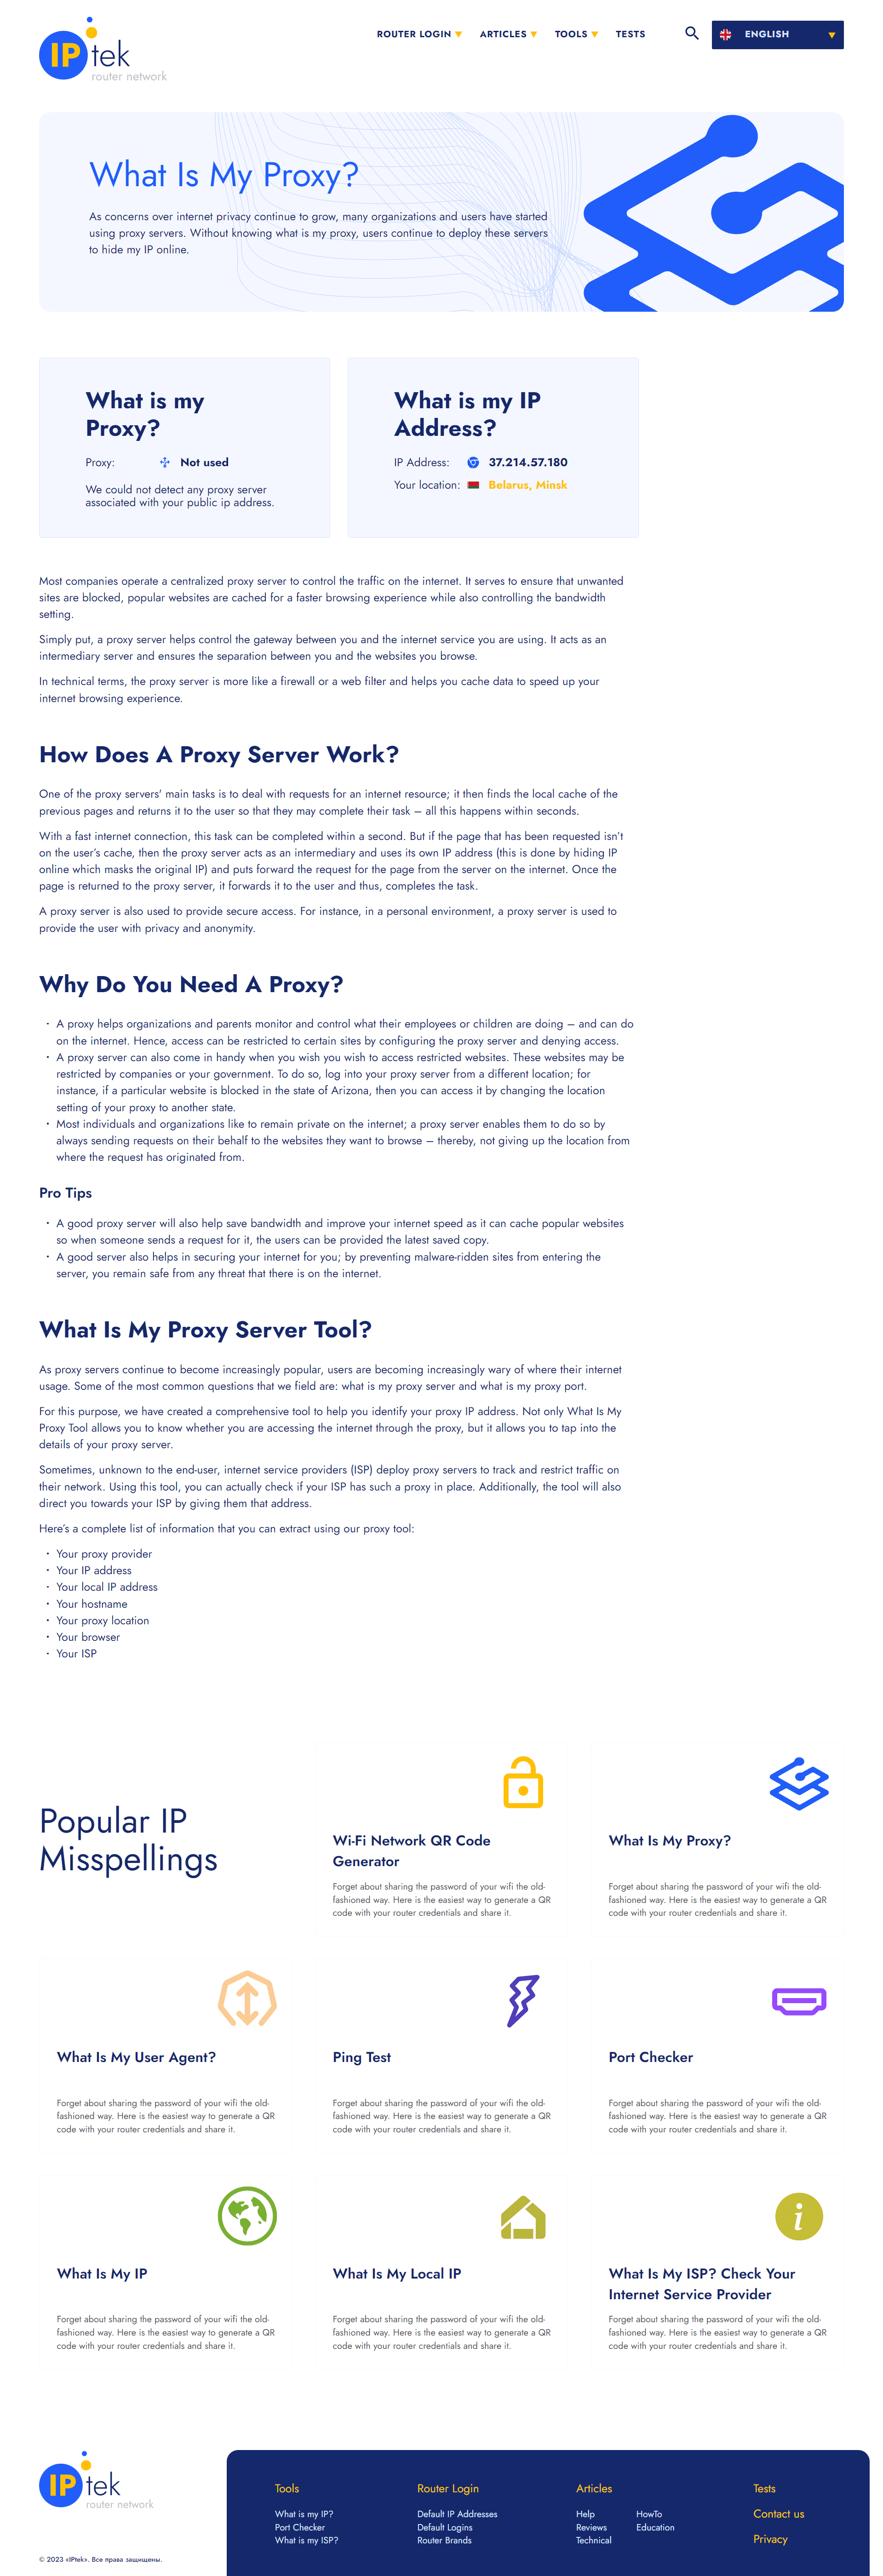 IP tek
router network
ROUTER LOGIN ARTICLES TOOLS TESTS
ENGLISH
What Is My Proxy?
As concerns over internet privacy continue to grow, many organizations and users have started
using proxy servers. Without knowing what is my proxy, users continue to deploy these servers
to hide my IP online.
What is my
Proxy?
Proxy: Not used
We could not detect any proxy server
associated with your public ip address.
What is my IP
Address?
IP Address: 37.214.57.180
Your location: Belarus, Minsk
Most companies operate a centralized proxy server to control the traffic on the internet. It serves to ensure that unwanted
sites are blocked, popular websites are cached for a faster browsing experience while also controlling the bandwidth
setting.
Simply put, a proxy server helps control the gateway between you and the internet service you are using. It acts as an
intermediary server and ensures the separation between you and the websites you browse.
In technical terms, the proxy server is more like a firewall or a web filter and helps you cache data to speed up your
internet browsing experience.
How Does A Proxy Server Work?
One of the proxy servers' main tasks is to deal with requests for an internet resource; it then finds the local cache of the
previous pages and returns it to the user so that they may complete their task – all this happens within seconds.
With a fast internet connection, this task can be completed within a second. But if the page that has been requested isn't
on the user's cache, then the proxy server acts as an intermediary and uses its own IP address (this is done by hiding IP
online which masks the original IP) and puts forward the request for the page from the server on the internet. Once the
page is returned to the proxy server, it forwards it to the user and thus, completes the task.
A proxy server is also used to provide secure access. For instance, in a personal environment, a proxy server is used to
provide the user with privacy and anonymity.
Why Do You Need A Proxy?
· A proxy helps organizations and parents monitor and control what their employees or children are doing – and can do
on the internet. Hence, access can be restricted to certain sites by configuring the proxy server and denying access.
· A proxy server can also come in handy when you wish you wish to access restricted websites. These websites may be
restricted by companies or your government. To do so, log into your proxy server from a different location; for
instance, if a particular website is blocked in the state of Arizona, then you can access it by changing the location
setting of your proxy to another state.
· Most individuals and organizations like to remain private on the internet; a proxy server enables them to do so by
always sending requests on their behalf to the websites they want to browse – thereby, not giving up the location from
where the request has originated from.
Pro Tips
· A good proxy server will also help save bandwidth and improve your internet speed as it can cache popular websites
so when someone sends a request for it, the users can be provided the latest saved copy.
· A good server also helps in securing your internet for you; by preventing malware-ridden sites from entering the
server, you remain safe from any threat that there is on the internet.
What Is My Proxy Server Tool?
As proxy servers continue to become increasingly popular, users are becoming increasingly wary of where their internet
usage. Some of the most common questions that we field are: what is my proxy server and what is my proxy port.
For this purpose, we have created a comprehensive tool to help you identify your proxy IP address. Not only What Is My
Proxy Tool allows you to know whether you are accessing the internet through the proxy, but it allows you to tap into the
details of your proxy server.
Sometimes, unknown to the end-user, internet service providers (ISP) deploy proxy servers to track and restrict traffic on
their network. Using this tool, you can actually check if your ISP has such a proxy in place. Additionally, the tool will also
direct you towards your ISP by giving them that address.
Here's a complete list of information that you can extract using our proxy tool:
· Your proxy provider
· Your IP address
· Your local IP address
· Your hostname
· Your proxy location
· Your browser
· Your ISP
Popular IP
Misspellings
Wi-Fi Network QR Code
Generator
Forget about sharing the password of your wifi the old-
fashioned way. Here is the easiest way to generate a QR
code with your router credentials and share it.
What Is My Proxy?
Forget about sharing the password of your wifi the old-
fashioned way. Here is the easiest way to generate a QR
code with your router credentials and share it.
What Is My User Agent?
Forget about sharing the password of your wifi the old-
fashioned way. Here is the easiest way to generate a QR
code with your router credentials and share it.
Ping Test
Forget about sharing the password of your wifi the old-
fashioned way. Here is the easiest way to generate a QR
code with your router credentials and share it.
Port Checker
Forget about sharing the password of your wifi the old-
fashioned way. Here is the easiest way to generate a QR
code with your router credentials and share it.
What Is My IP
Forget about sharing the password of your wifi the old-
fashioned way. Here is the easiest way to generate a QR
code with your router credentials and share it.
What Is My Local IP
Forget about sharing the password of your wifi the old-
fashioned way. Here is the easiest way to generate a QR
code with your router credentials and share it.
What Is My ISP? Check Your
Internet Service Provider
Forget about sharing the password of your wifi the old-
fashioned way. Here is the easiest way to generate a QR
code with your router credentials and share it.
IP tek
router network
© 2023 «IPtek». Все права защищены.
Tools
What is my IP?
Port Checker
What is my ISP?
Router Login
Default IP Addresses
Default Logins
Router Brands
Articles
Help HowTo
Reviews Education
Technical
Tests
Contact us
Privacy